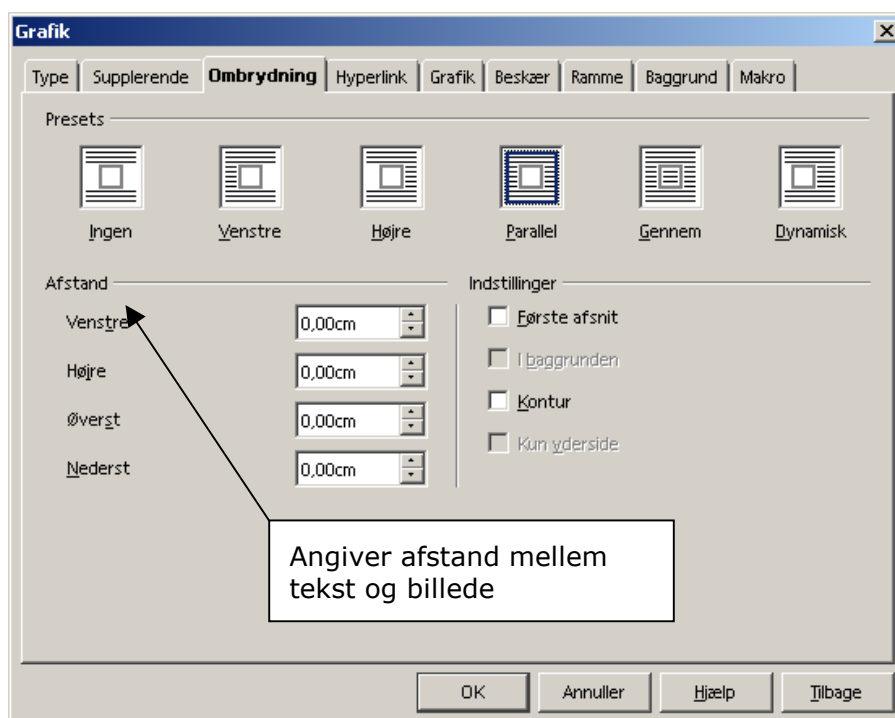 Grafik
Type Supplerende Ombrydning Hyperlink Grafik Beskær Ramme Baggrund Makro
Presets
Ingen Venstre Højre Parallel Gennem Dynamisk
Afstand Indstillinger
Venstre 0,00cm Første afsnit
Højre 0,00cm I baggrunden
Øverst 0,00cm Kontur
Nederst 0,00cm Kun yderside
Angiver afstand mellem
tekst og billede
OK Annuller Hjælp Tilbage